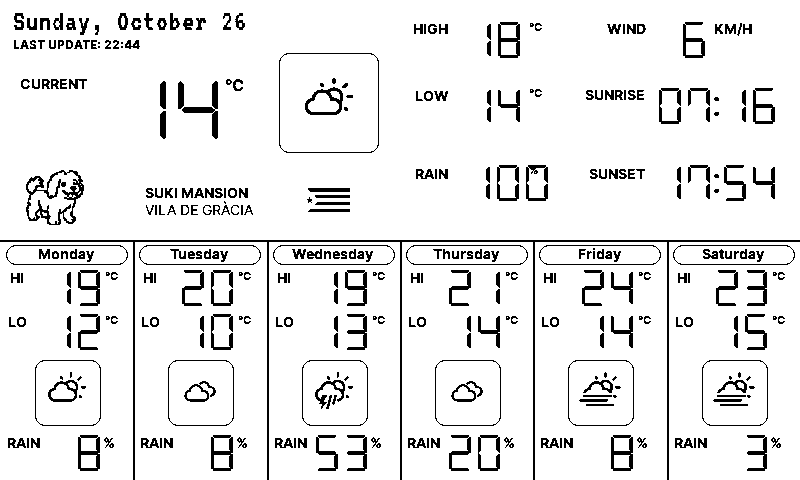 Sunday, October 26
LAST UPDATE: 22:44
CURRENT 14 °C
SUKI MANSION
VILA DE GRÀCIA
HIGH 18 °C
LOW 14 °C
RAIN 100 %
WIND 6 KM/H
SUNRISE 07:16
SUNSET 17:54
Monday
HI 19 °C
LO 12 °C
RAIN 8 %
Tuesday
HI 20 °C
LO 10 °C
RAIN 8 %
Wednesday
HI 19 °C
LO 13 °C
RAIN 53 %
Thursday
HI 21 °C
LO 14 °C
RAIN 20 %
Friday
HI 24 °C
LO 14 °C
RAIN 8 %
Saturday
HI 23 °C
LO 15 °C
RAIN 3 %